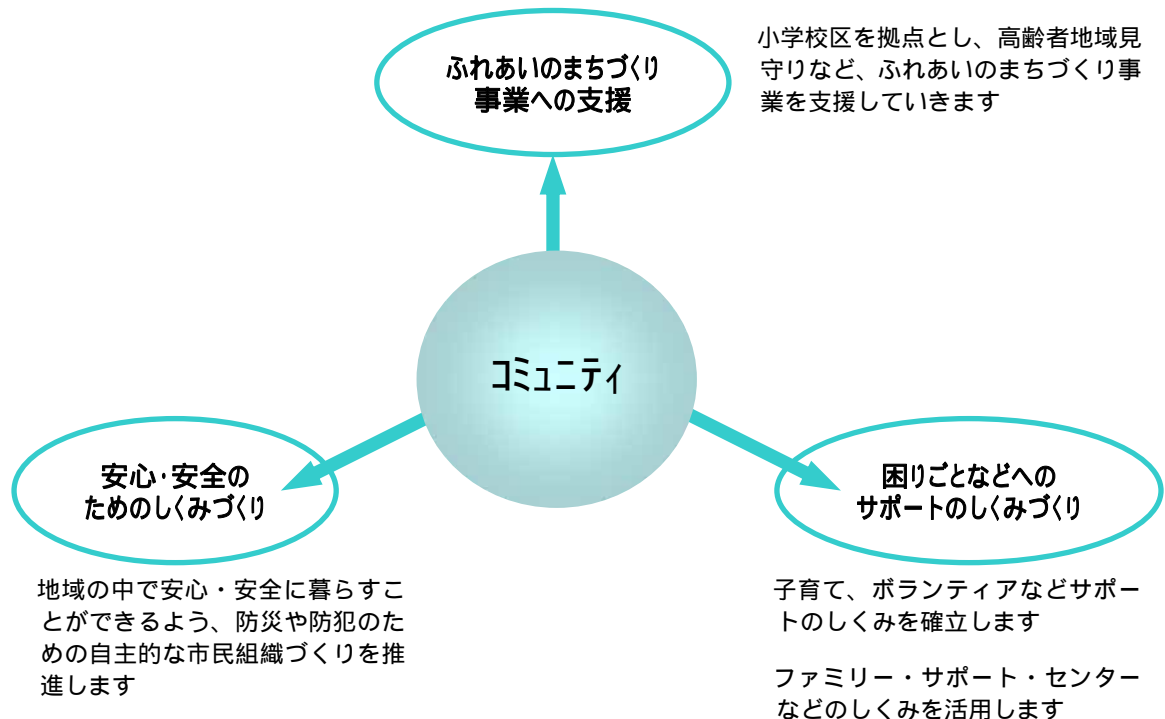 ふれあいのまちづくり
事業への支援
小学校区を拠点とし、高齢者地域見
守りなど、ふれあいのまちづくり事
業を支援していきます
コミュニティ
安心・安全の
ためのしくみづくり
地域の中で安心・安全に暮らすこ
とができるよう、防災や防犯のた
めの自主的な市民組織づくりを推
進します
困りごとなどへの
サポートのしくみづくり
子育て、ボランティアなどサポー
トのしくみを確立します
ファミリー・サポート・センター
などのしくみを活用します